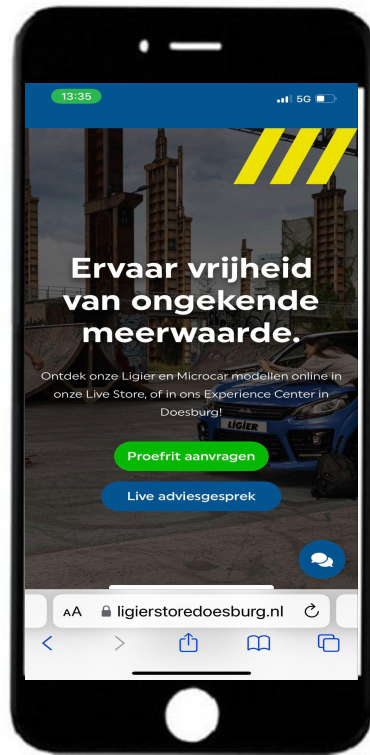 13:35
5G
Ervaar vrijheid
van ongekende
meerwaarde.
Ontdek onze Ligier en Microcar modellen online in
onze Live Store, of in ons Experience Center in
Doesburg!
LIGIER
Proefrit aanvragen
Live adviesgesprek
AA ligierstoredoesburg.nl